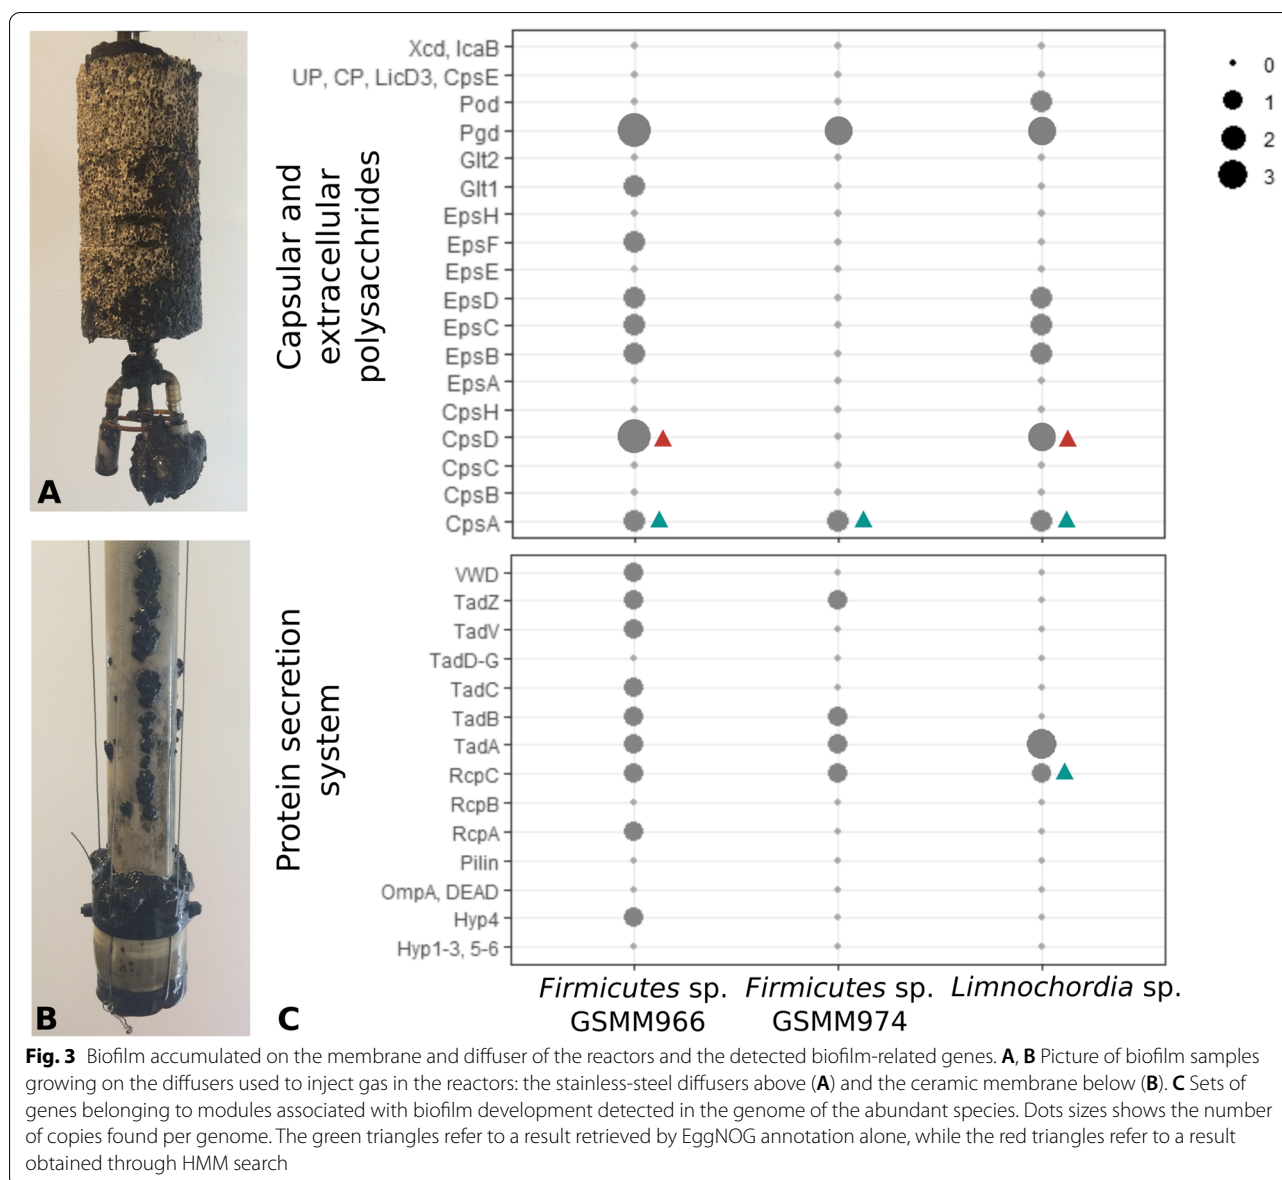 A
B
C
Capsular and
extracellular
polysacchrides
Xcd, IcaB
UP, CP, LicD3, CpsE
Pod
Pgd
Glt2
Glt1
EpsH
EpsF
EpsE
EpsD
EpsC
EpsB
EpsA
CpsH
CpsD
CpsC
CpsB
CpsA
0
1
2
3
Protein secretion
system
VWD
TadZ
TadV
TadD-G
TadC
TadB
TadA
RcpC
RcpB
RcpA
Pilin
OmpA, DEAD
Hyp4
Hyp1-3, 5-6
Firmicutes sp.
GSMM966
Firmicutes sp.
GSMM974
Limnochordia sp.
Fig. 3 Biofilm accumulated on the membrane and diffuser of the reactors and the detected biofilm-related genes. A, B Picture of biofilm samples
growing on the diffusers used to inject gas in the reactors: the stainless-steel diffusers above (A) and the ceramic membrane below (B). C Sets of
genes belonging to modules associated with biofilm development detected in the genome of the abundant species. Dots sizes shows the number
of copies found per genome. The green triangles refer to a result retrieved by EggNOG annotation alone, while the red triangles refer to a result
obtained through HMM search